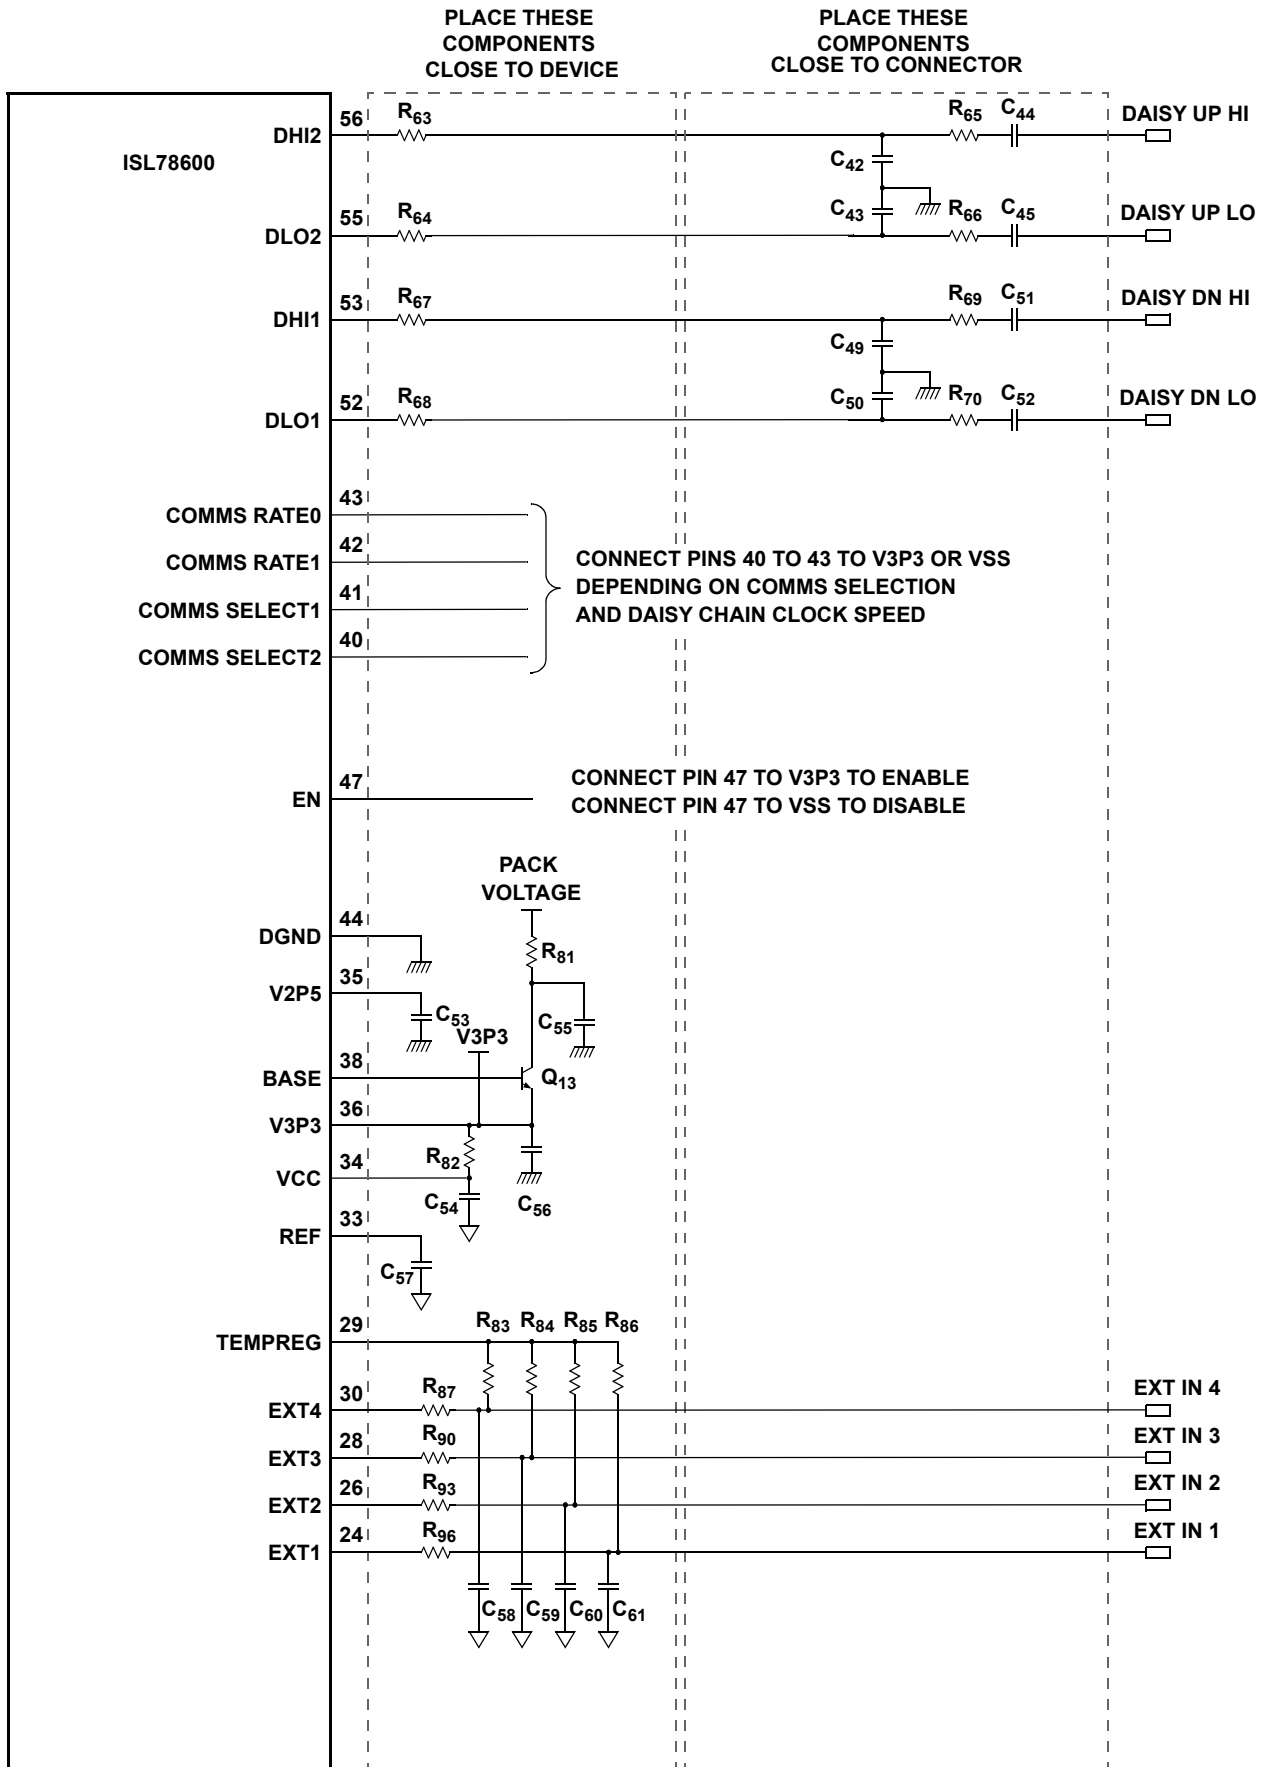 PLACE THESE
COMPONENTS
CLOSE TO DEVICE
PLACE THESE
COMPONENTS
CLOSE TO CONNECTOR
ISL78600
DHI2
56
R63
R65
C44
DAISY UP HI
C42
DLO2
55
R64
C43
R66
C45
DAISY UP LO
DHI1
53
R67
R69
C51
DAISY DN HI
C49
DLO1
52
R68
C50
R70
C52
DAISY DN LO
COMMS RATE0
43
COMMS RATE1
42
COMMS SELECT1
41
COMMS SELECT2
40
CONNECT PINS 40 TO 43 TO V3P3 OR VSS
DEPENDING ON COMMS SELECTION
AND DAISY CHAIN CLOCK SPEED
EN
47
CONNECT PIN 47 TO V3P3 TO ENABLE
CONNECT PIN 47 TO VSS TO DISABLE
PACK
VOLTAGE
DGND
44
R81
V2P5
35
C53
V3P3
C55
BASE
38
Q13
V3P3
36
R82
VCC
34
C54
C56
REF
33
C57
TEMPREG
29
R83
R84
R85
R86
EXT4
30
R87
EXT IN 4
EXT3
28
R90
EXT IN 3
EXT2
26
R93
EXT IN 2
EXT1
24
R96
EXT IN 1
C58
C59
C60
C61